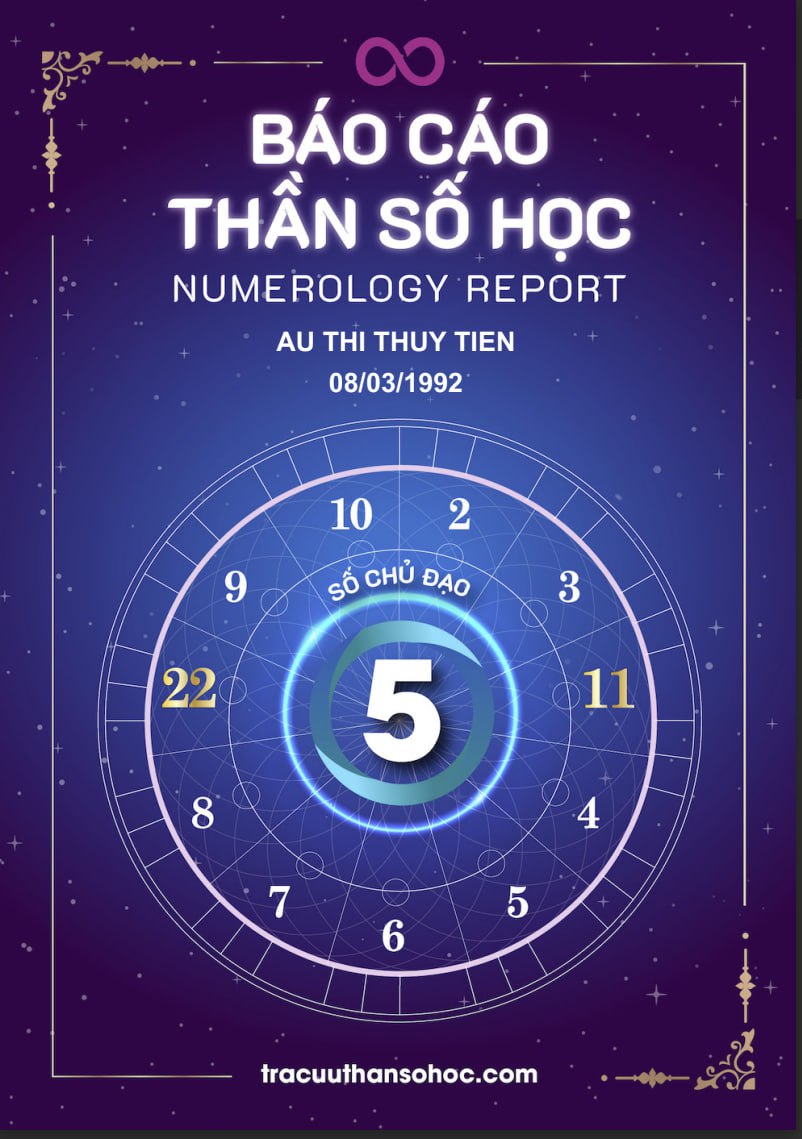 BÁO CÁO
THẦN SỐ HỌC
NUMEROLOGY REPORT
AU THI THUY TIEN
08/03/1992
10 2
9 3
SỐ CHỦ ĐẠO
22 5 11
8 4
7 5
6
tracuuthansohoc.com